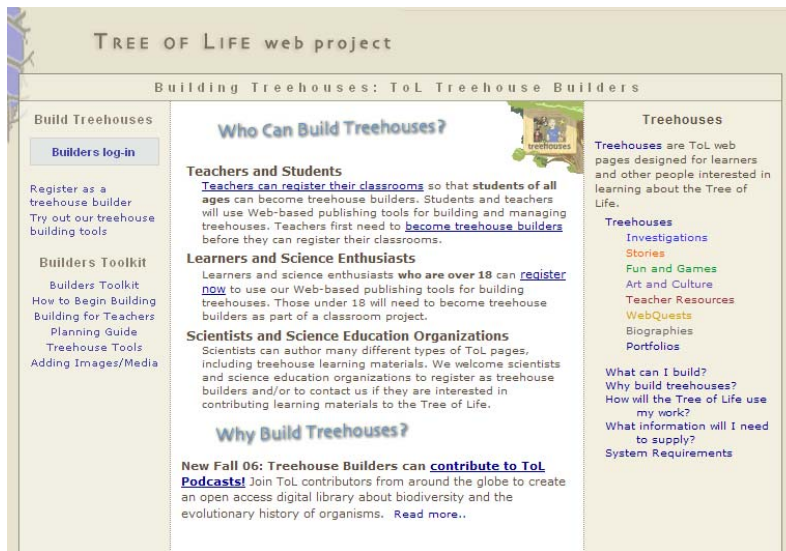 TREE OF LIFE web project
Building Treehouses: ToL Treehouse Builders
Build Treehouses
Builders log-in
Register as a
treehouse builder
Try out our treehouse
building tools
Builders Toolkit
Builders Toolkit
How to Begin Building
Building for Teachers
Planning Guide
Treehouse Tools
Adding Images/Media
Who Can Build Treehouses?
treehouses
Teachers and Students
Teachers can register their classrooms so that students of all
ages can become treehouse builders. Students and teachers
will use Web-based publishing tools for building and managing
treehouses. Teachers first need to become treehouse builders
before they can register their classrooms.
Learners and Science Enthusiasts
Learners and science enthusiasts who are over 18 can register
now to use our Web-based publishing tools for building
treehouses. Those under 18 will need to become treehouse
builders as part of a classroom project.
Scientists and Science Education Organizations
Scientists can author many different types of ToL pages,
including treehouse learning materials. We welcome scientists
and science education organizations to register as treehouse
builders and/or to contact us if they are interested in
contributing learning materials to the Tree of Life.
Why Build Treehouses?
New Fall 06: Treehouse Builders can contribute to ToL
Podcasts! Join ToL contributors from around the globe to create
an open access digital library about biodiversity and the
evolutionary history of organisms. Read more..
Treehouses
Treehouses are ToL web
pages designed for learners
and other people interested in
learning about the Tree of
Life.
Treehouses
Investigations
Stories
Fun and Games
Art and Culture
Teacher Resources
WebQuests
Biographies
Portfolios
What can I build?
Why build treehouses?
How will the Tree of Life use
my work?
What information will I need
to supply?
System Requirements